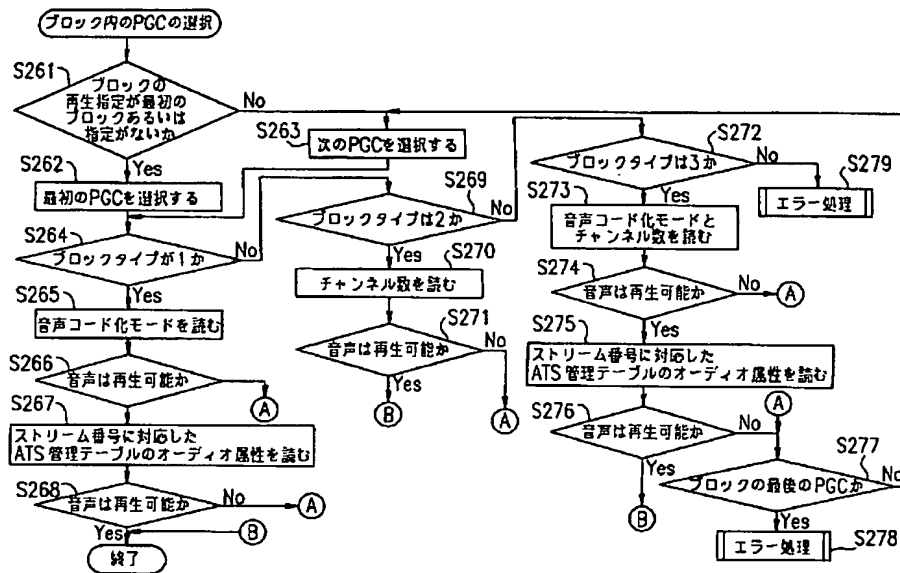 ブロック内のPGCの選択
S261
ブロックの
再生指定が最初の
ブロックあるいは
指定がないか
No
Yes
S262
最初のPGCを選択する
S263
次のPGCを選択する
S264
ブロックタイプが1か
No
Yes
S265
音声コード化モードを読む
S266
音声は再生可能か
A
S267
ストリーム番号に対応した
ATS管理テーブルのオーディオ属性を読む
S268
音声は再生可能か
No
A
Yes
B
終了
S269
ブロックタイプは2か
No
Yes
S270
チャンネル数を読む
S271
音声は再生可能か
No
Yes
B
A
S272
ブロックタイプは3か
No
Yes
S279
エラー処理
S273
音声コード化モードと
チャンネル数を読む
S274
音声は再生可能か
No
A
Yes
S275
ストリーム番号に対応した
ATS管理テーブルのオーディオ属性を読む
S276
音声は再生可能か
No
A
Yes
B
S277
ブロックの最後のPGCか
No
Yes
S278
エラー処理